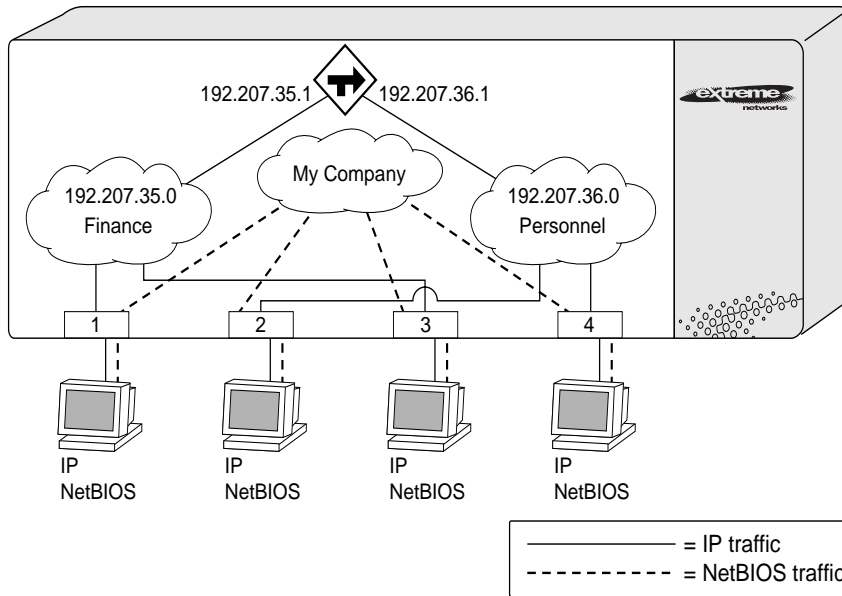 extreme
networks
192.207.35.1
192.207.36.1
My Company
192.207.35.0
Finance
192.207.36.0
Personnel
1
2
3
4
IP
NetBIOS
IP
NetBIOS
IP
NetBIOS
IP
NetBIOS
= IP traffic
= NetBIOS traffic